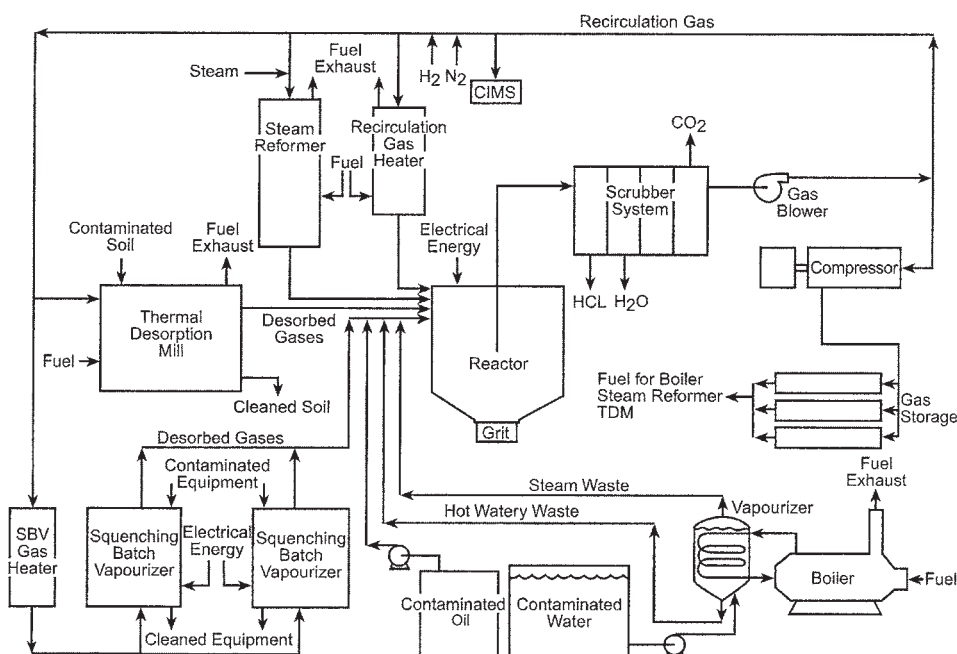 Recirculation Gas
Steam
Fuel
Exhaust
H2 N2
CIMS
Steam
Reformer
Recirculation
Gas
Heater
Fuel
CO2
Scrubber
System
Gas
Blower
Contaminated
Soil
Fuel
Exhaust
Electrical
Energy
HCL H2O
Compressor
Thermal
Desorption
Mill
Desorbed
Gases
Reactor
Fuel
Cleaned Soil
Grit
Fuel for Boiler
Steam Reformer
TDM
Gas
Storage
Desorbed Gases
Contaminated
Equipment
Fuel
Exhaust
Steam Waste
Vapourizer
Hot Watery Waste
SBV
Gas
Heater
Squenching
Batch
Vapourizer
Electrical
Energy
Squenching
Batch
Vapourizer
Boiler
Fuel
Contaminated
Oil
Contaminated
Water
Cleaned Equipment